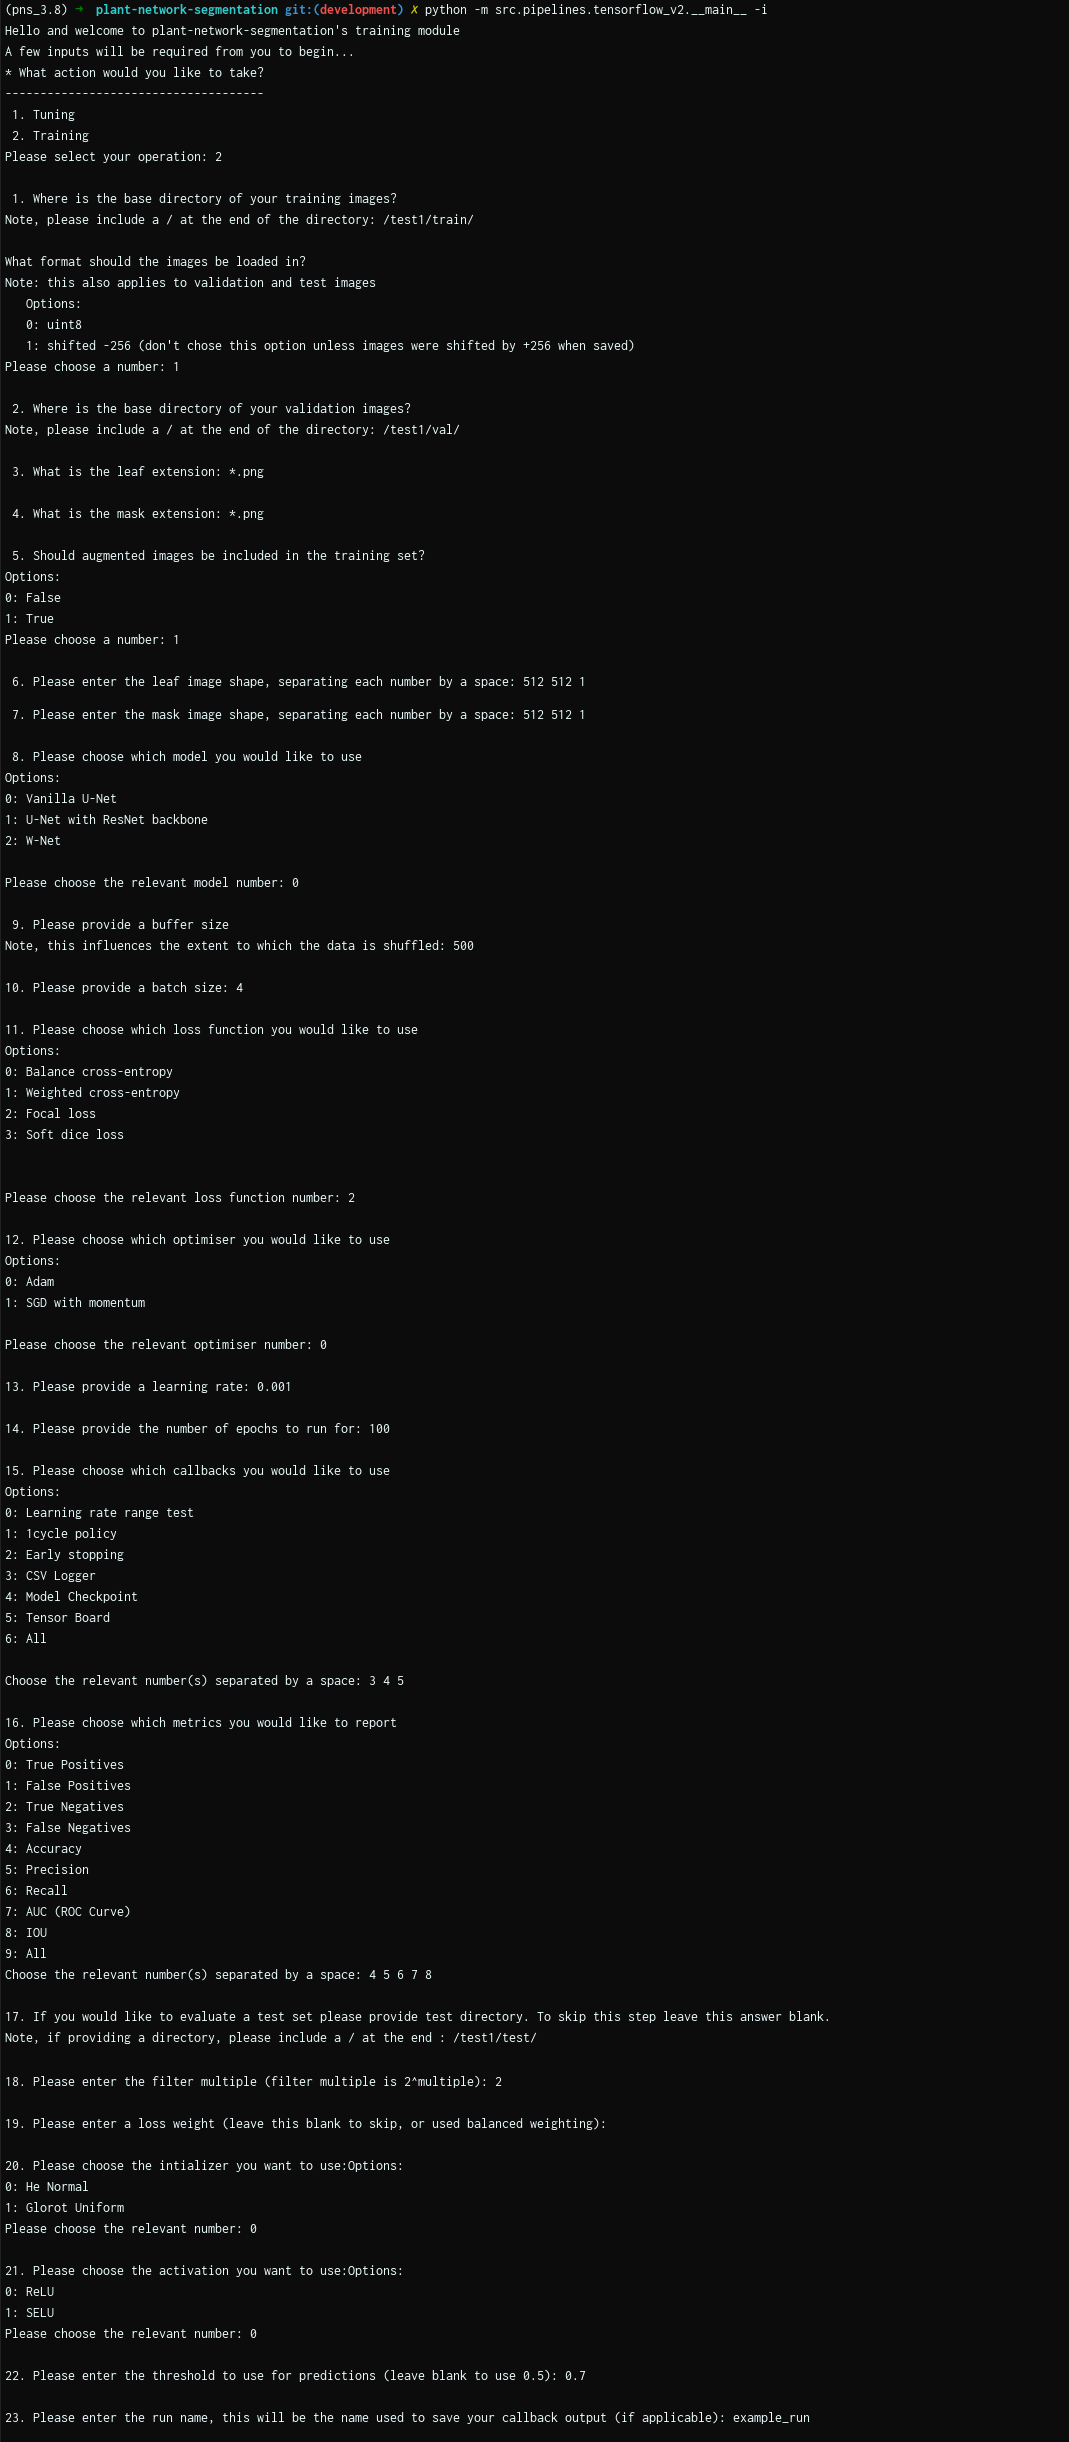 (pns_3.8) ➜  plant-network-segmentation git:(development) ✗ python -m src.pipelines.tensorflow_v2.__main__ -i
Hello and welcome to plant-network-segmentation's training module
A few inputs will be required from you to begin...
* What action would you like to take?
-------------------------------------
 1. Tuning
 2. Training
Please select your operation: 2
 1. Where is the base directory of your training images?
Note, please include a / at the end of the directory: /test1/train/
What format should the images be loaded in?
Note: this also applies to validation and test images
   Options:
   0: uint8
   1: shifted -256 (don't chose this option unless images were shifted by +256 when saved)
Please choose a number: 1
 2. Where is the base directory of your validation images?
Note, please include a / at the end of the directory: /test1/val/
 3. What is the leaf extension: *.png
 4. What is the mask extension: *.png
 5. Should augmented images be included in the training set?
Options:
0: False
1: True
Please choose a number: 1
 6. Please enter the leaf image shape, separating each number by a space: 512 512 1
 7. Please enter the mask image shape, separating each number by a space: 512 512 1
 8. Please choose which model you would like to use
Options:
0: Vanilla U-Net
1: U-Net with ResNet backbone
2: W-Net
Please choose the relevant model number: 0
 9. Please provide a buffer size
Note, this influences the extent to which the data is shuffled: 500
10. Please provide a batch size: 4
11. Please choose which loss function you would like to use
Options:
0: Balance cross-entropy
1: Weighted cross-entropy
2: Focal loss
3: Soft dice loss
Please choose the relevant loss function number: 2
12. Please choose which optimiser you would like to use
Options:
0: Adam
1: SGD with momentum
Please choose the relevant optimiser number: 0
13. Please provide a learning rate: 0.001
14. Please provide the number of epochs to run for: 100
15. Please choose which callbacks you would like to use
Options:
0: Learning rate range test
1: 1cycle policy
2: Early stopping
3: CSV Logger
4: Model Checkpoint
5: Tensor Board
6: All
Choose the relevant number(s) separated by a space: 3 4 5
16. Please choose which metrics you would like to report
Options:
0: True Positives
1: False Positives
2: True Negatives
3: False Negatives
4: Accuracy
5: Precision
6: Recall
7: AUC (ROC Curve)
8: IOU
9: All
Choose the relevant number(s) separated by a space: 4 5 6 7 8
17. If you would like to evaluate a test set please provide test directory. To skip this step leave this answer blank.
Note, if providing a directory, please include a / at the end : /test1/test/
18. Please enter the filter multiple (filter multiple is 2^multiple): 2
19. Please enter a loss weight (leave this blank to skip, or used balanced weighting):
20. Please choose the intializer you want to use:Options:
0: He Normal
1: Glorot Uniform
Please choose the relevant number: 0
21. Please choose the activation you want to use:Options:
0: ReLU
1: SELU
Please choose the relevant number: 0
22. Please enter the threshold to use for predictions (leave blank to use 0.5): 0.7
23. Please enter the run name, this will be the name used to save your callback output (if applicable): example_run